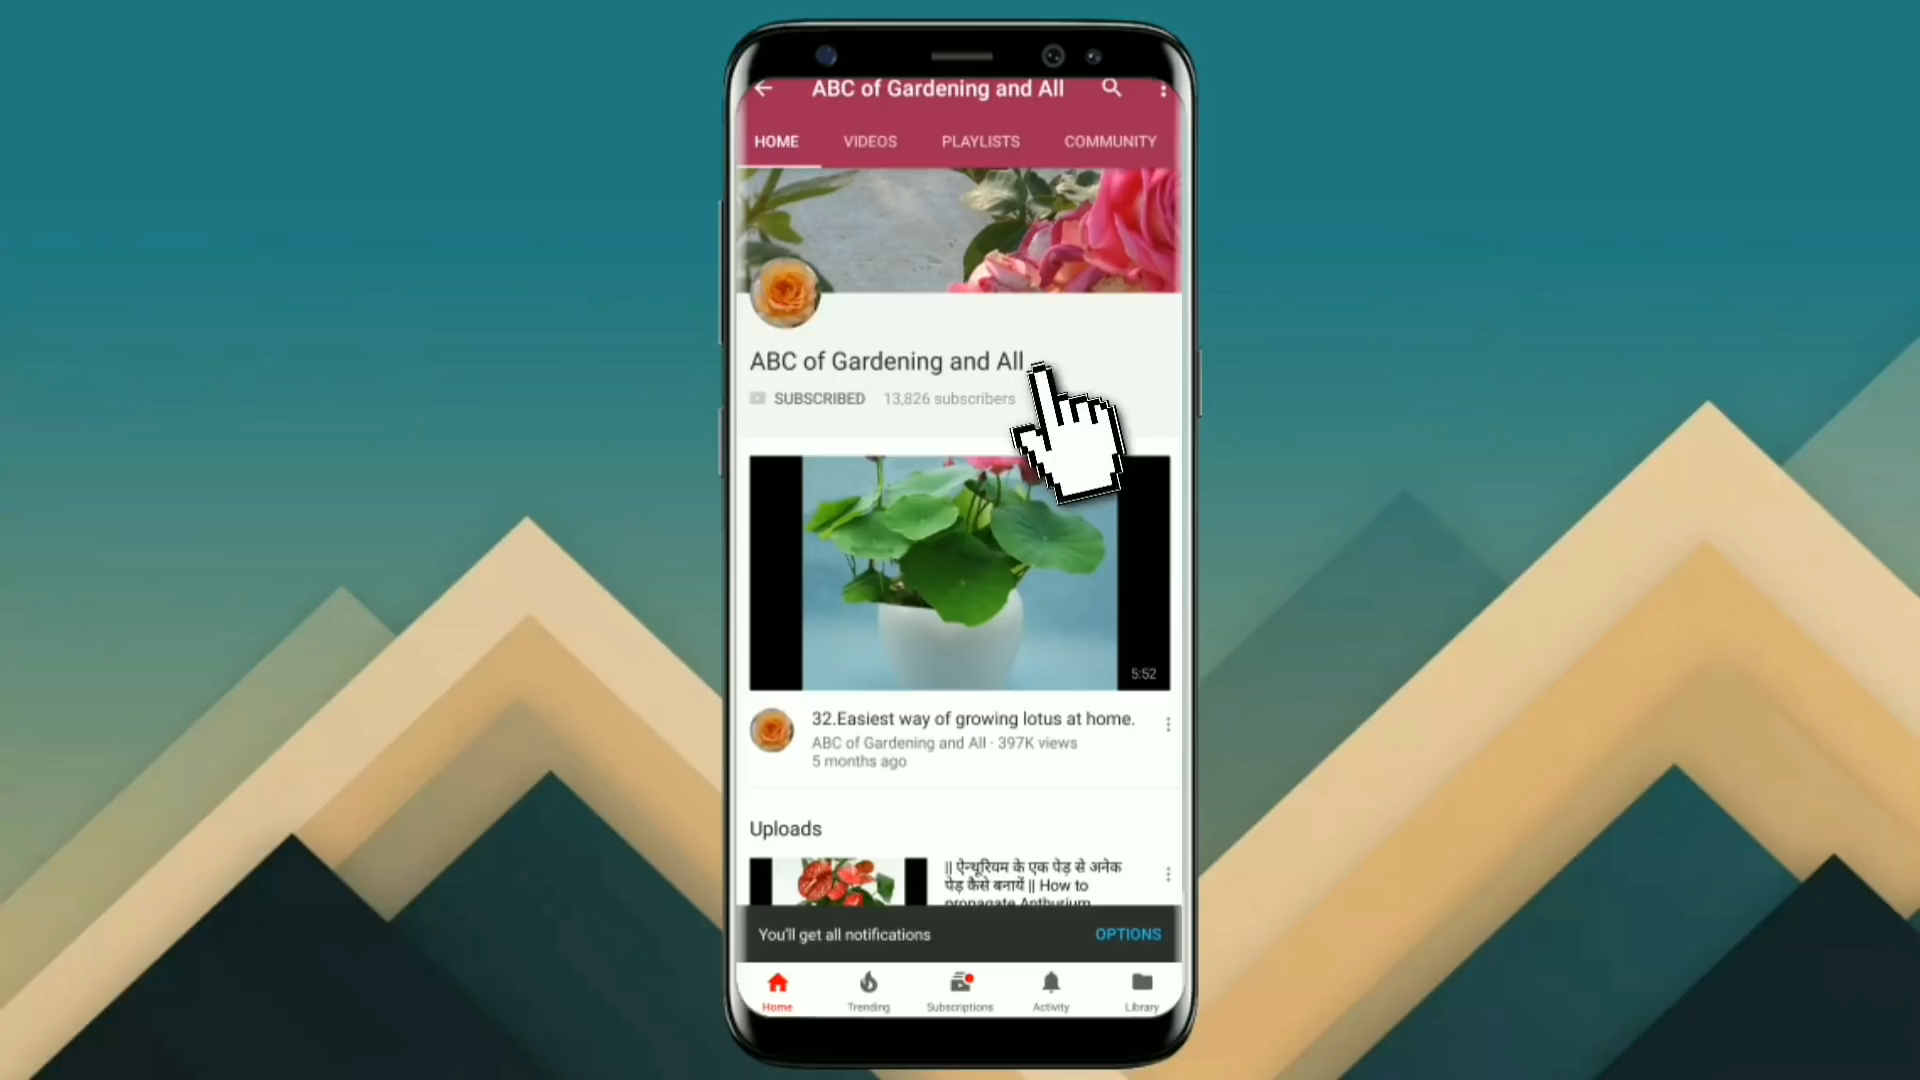 ABC of Gardening and All
HOME VIDEOS PLAYLISTS COMMUNITY
ABC of Gardening and All
SUBSCRIBED 13,826 subscribers
5:52
32.Easiest way of growing lotus at home.
ABC of Gardening and All · 397K views
5 months ago
Uploads
|| ऐन्थूरियम के एक पेड़ से अनेक
पेड़ कैसे बनायें || How to
propagate Anthurium
You'll get all notifications OPTIONS
Home Trending Subscriptions Activity Library